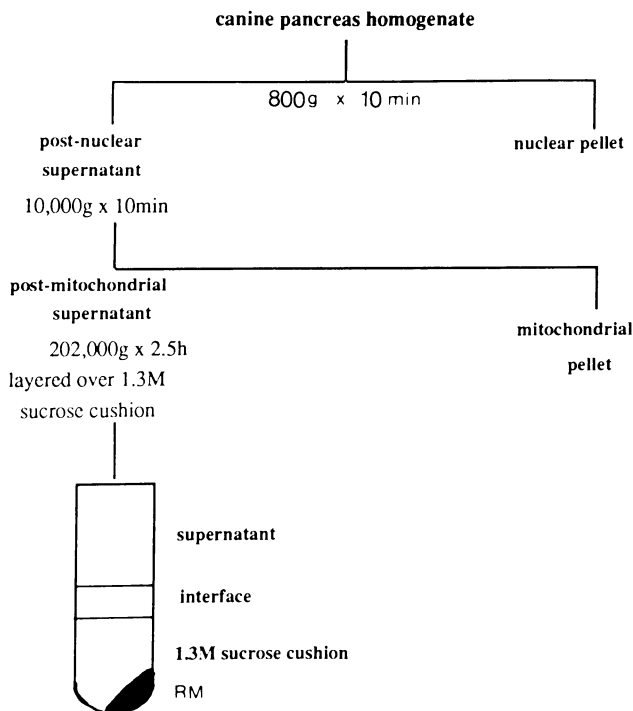 canine pancreas homogenate
800g x 10 min
post-nuclear
supernatant
nuclear pellet
10,000g x 10min
post-mitochondrial
supernatant
mitochondrial
pellet
202,000g x 2.5h
layered over 1.3M
sucrose cushion
supernatant
interface
1.3M sucrose cushion
RM